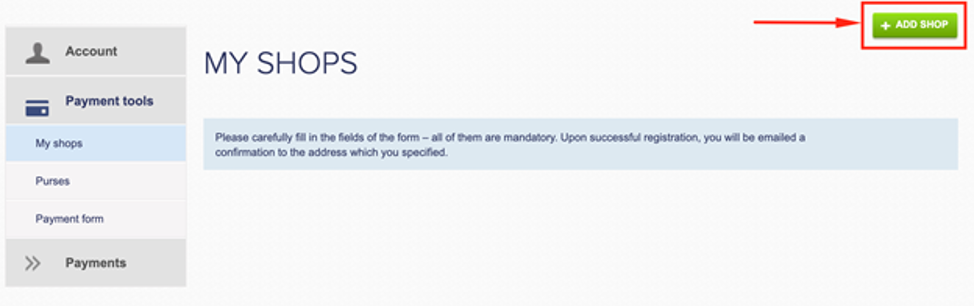 + ADD SHOP
Account
MY SHOPS
Payment tools
My shops
Please carefully fill in the fields of the form – all of them are mandatory. Upon successful registration, you will be emailed a
confirmation to the address which you specified.
Purses
Payment form
Payments